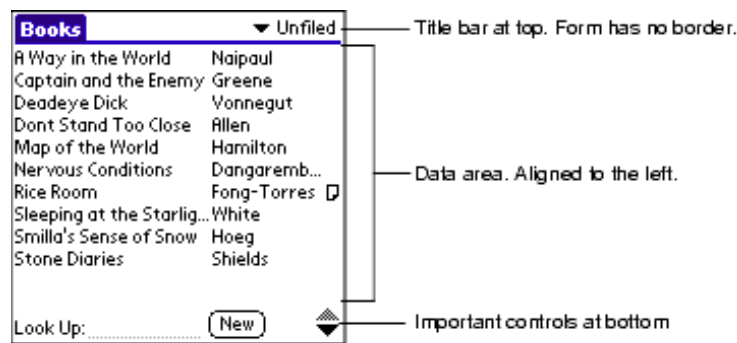 Books Unfiled Title bar at top. Form has no border.
A Way in the World Naipaul
Captain and the Enemy Greene
Deadeye Dick Vonnegut
Dont Stand Too Close Allen
Map of the World Hamilton
Nervous Conditions Dangaremb... Data area. Aligned to the left.
Rice Room Fong-Torres
Sleeping at the Starlig... White
Smilla's Sense of Snow Hoeg
Stone Diaries Shields
Look Up: New Important controls at bottom